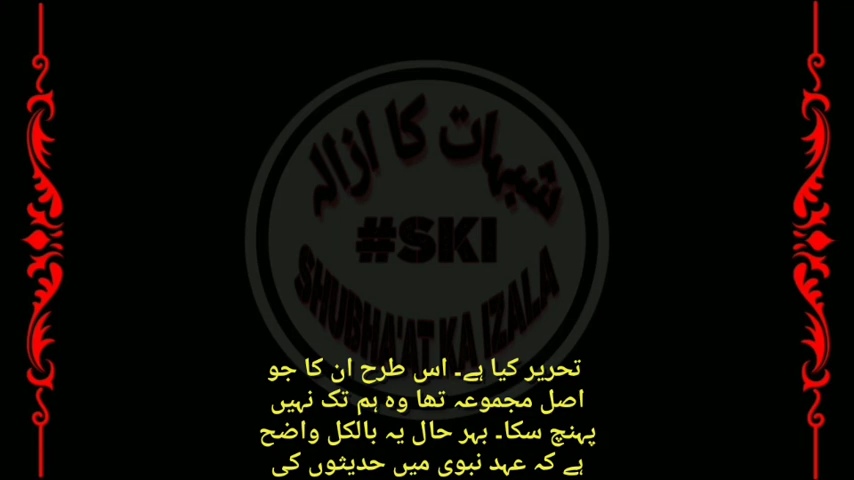 شبہات کا ازالہ
#SKI
SHUBHA'AT KA IZALA
تحریر کیا ہے۔ اس طرح ان کا جو
اصل مجموعہ تھا وہ ہم تک نہیں
پہنچ سکا۔ بہر حال یہ بالکل واضح
ہے کہ عہد نبوی میں حدیثوں کی